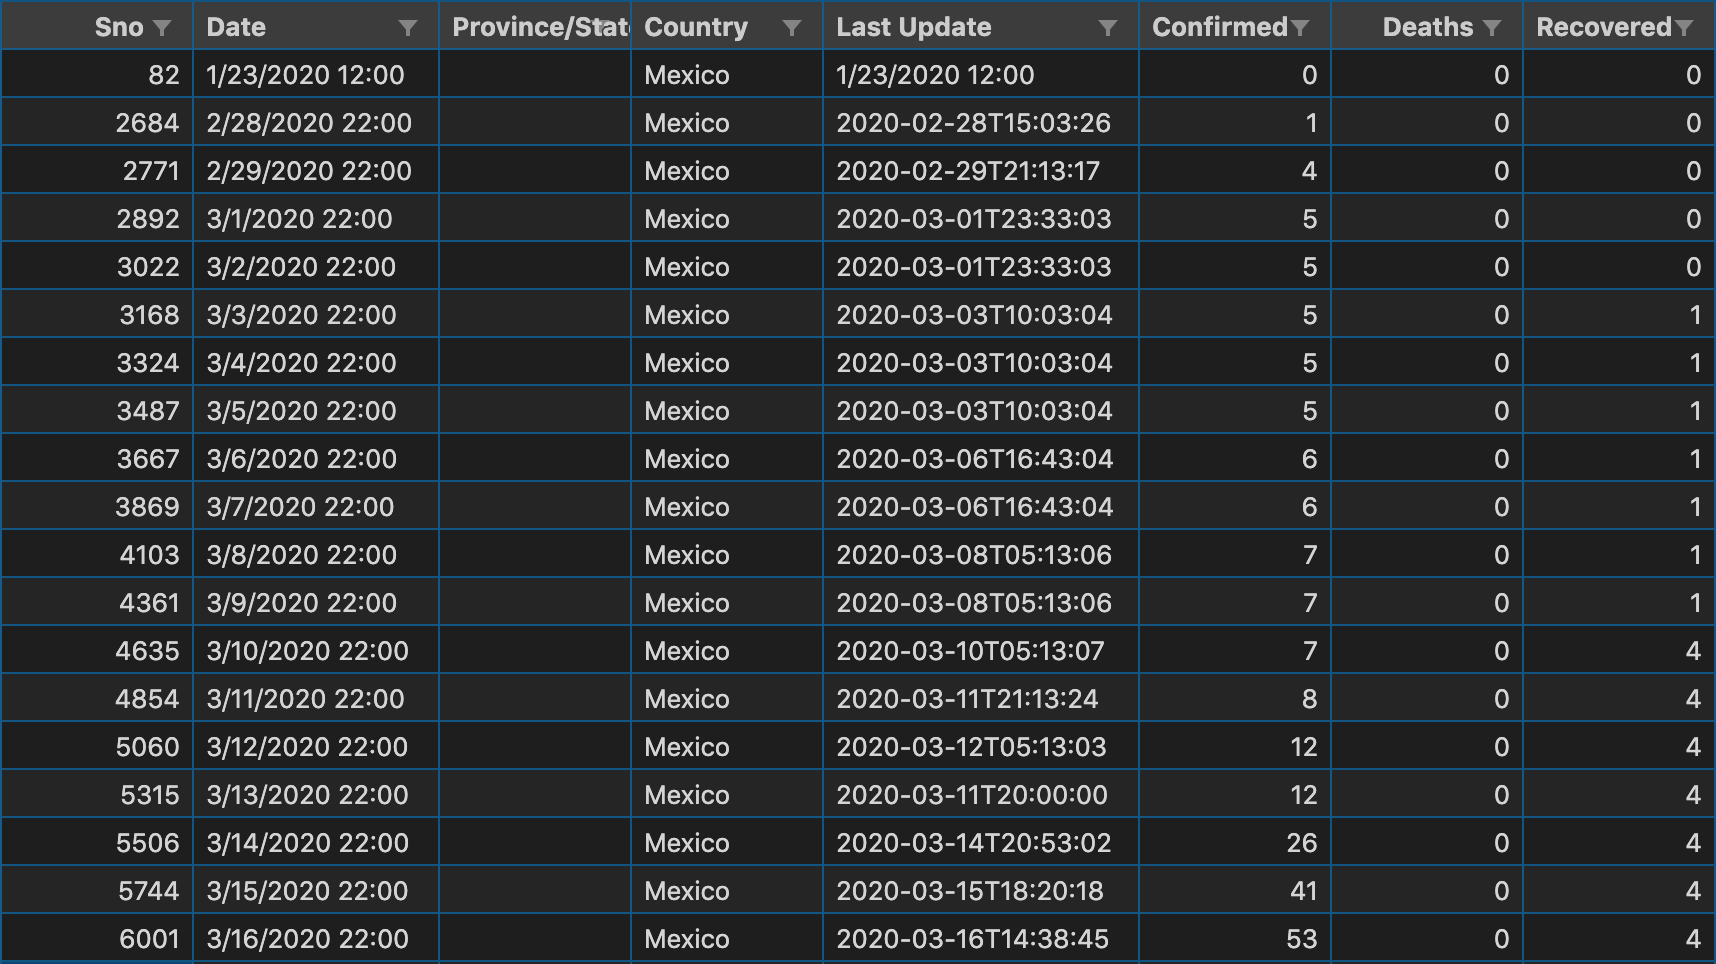 Sno Date Province/State Country Last Update Confirmed Deaths Recovered
82 1/23/2020 12:00 Mexico 1/23/2020 12:00 0 0 0
2684 2/28/2020 22:00 Mexico 2020-02-28T15:03:26 1 0 0
2771 2/29/2020 22:00 Mexico 2020-02-29T21:13:17 4 0 0
2892 3/1/2020 22:00 Mexico 2020-03-01T23:33:03 5 0 0
3022 3/2/2020 22:00 Mexico 2020-03-01T23:33:03 5 0 0
3168 3/3/2020 22:00 Mexico 2020-03-03T10:03:04 5 0 1
3324 3/4/2020 22:00 Mexico 2020-03-03T10:03:04 5 0 1
3487 3/5/2020 22:00 Mexico 2020-03-03T10:03:04 5 0 1
3667 3/6/2020 22:00 Mexico 2020-03-06T16:43:04 6 0 1
3869 3/7/2020 22:00 Mexico 2020-03-06T16:43:04 6 0 1
4103 3/8/2020 22:00 Mexico 2020-03-08T05:13:06 7 0 1
4361 3/9/2020 22:00 Mexico 2020-03-08T05:13:06 7 0 1
4635 3/10/2020 22:00 Mexico 2020-03-10T05:13:07 7 0 4
4854 3/11/2020 22:00 Mexico 2020-03-11T21:13:24 8 0 4
5060 3/12/2020 22:00 Mexico 2020-03-12T05:13:03 12 0 4
5315 3/13/2020 22:00 Mexico 2020-03-11T20:00:00 12 0 4
5506 3/14/2020 22:00 Mexico 2020-03-14T20:53:02 26 0 4
5744 3/15/2020 22:00 Mexico 2020-03-15T18:20:18 41 0 4
6001 3/16/2020 22:00 Mexico 2020-03-16T14:38:45 53 0 4